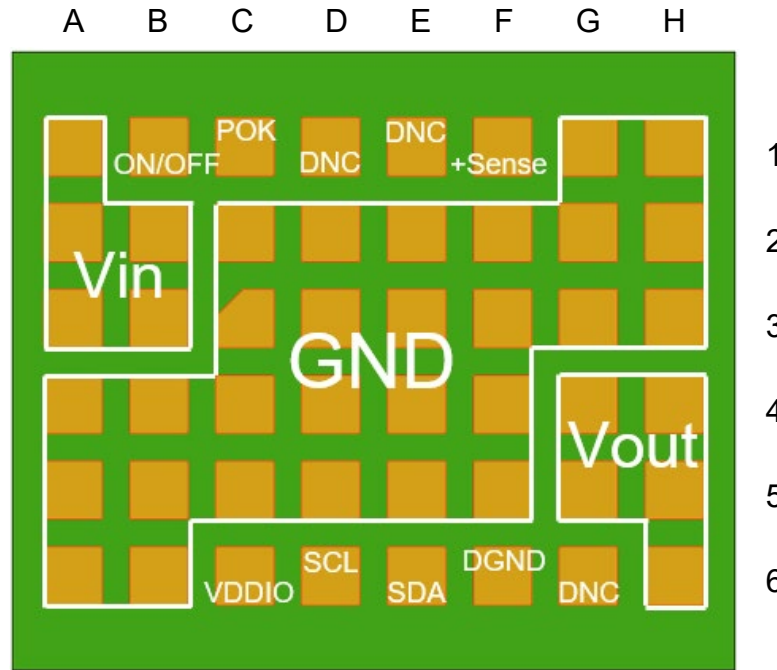 A B C D E F G H
POK DNC
ON/OFF DNC +Sense 1
2
Vin
3
GND
4
Vout
5
SCL DGND
VDDIO SDA DNC 6